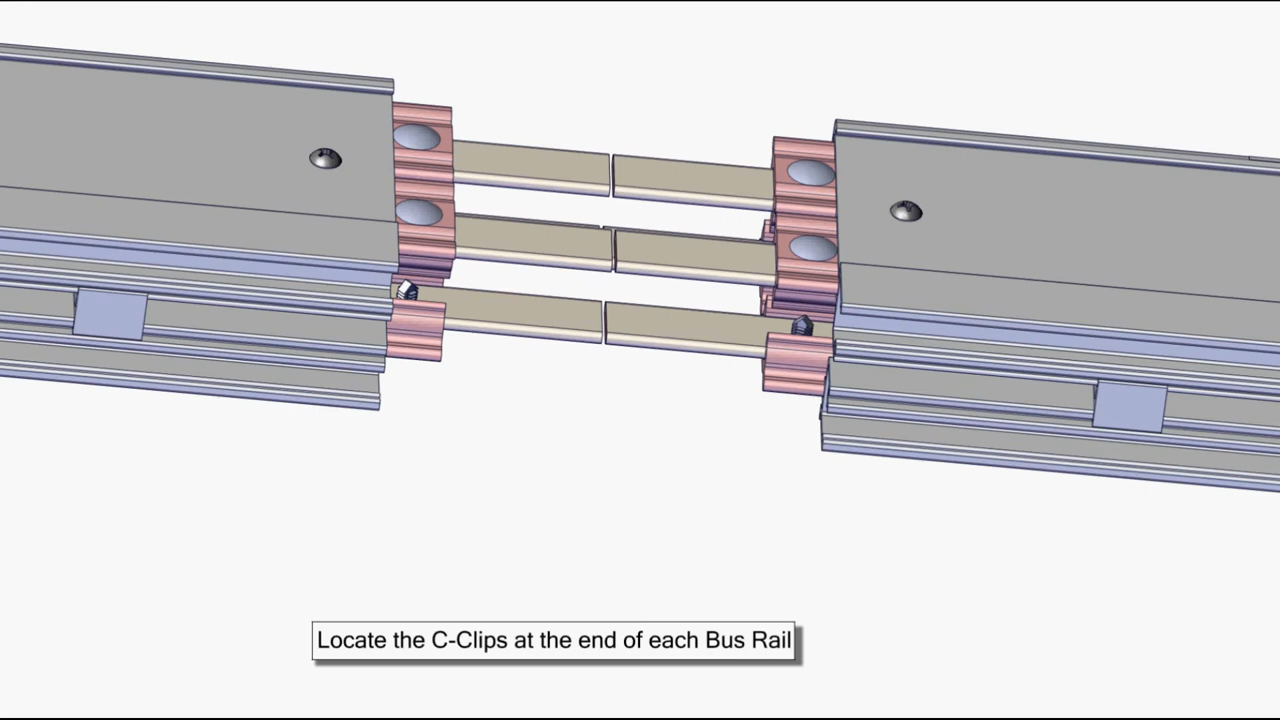 Locate the C-Clips at the end of each Bus Rail